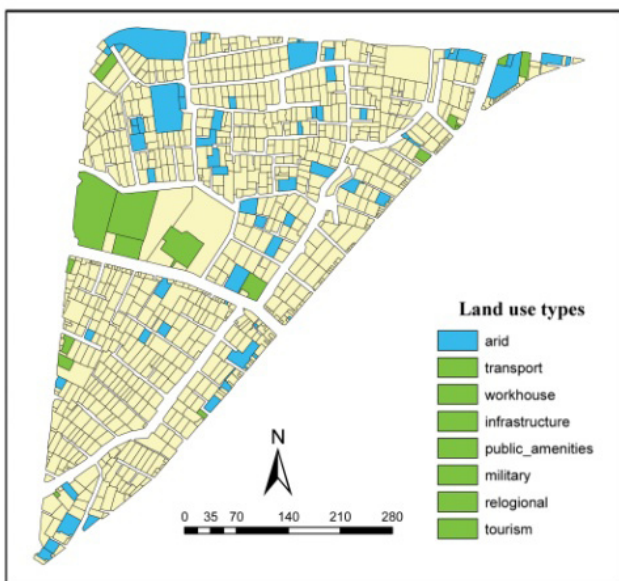 Land use types
arid
transport
workhouse
infrastructure
public_amenities
military
relogional
tourism
N
0 35 70 140 210 280